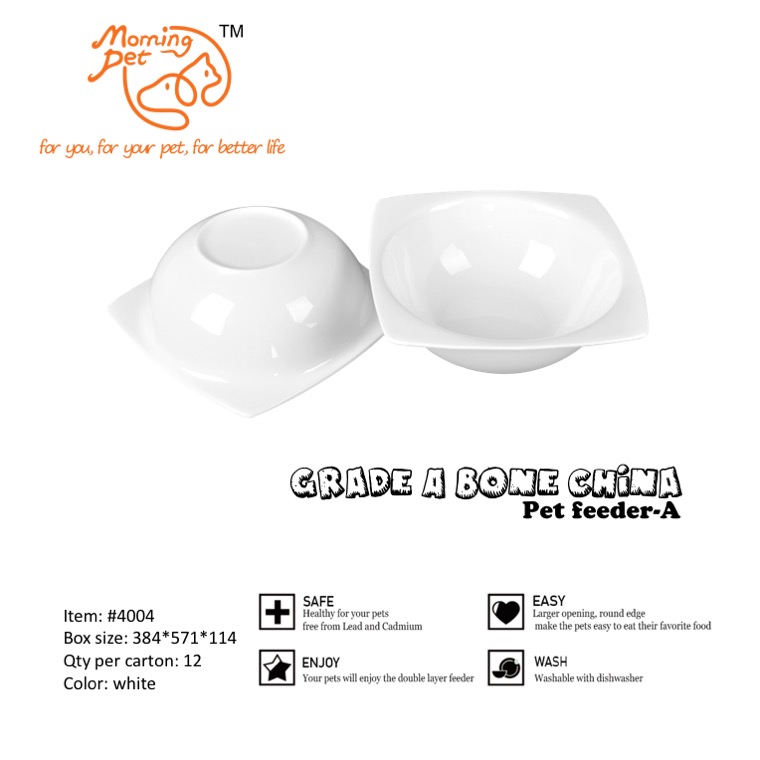 Morning
Pet
TM
for you, for your pet, for better life
GRADE A BONE CHiNA
Pet feeder-A
Item: #4004
Box size: 384*571*114
Qty per carton: 12
Color: white
SAFE
Healthy for your pets
free from Lead and Cadmium
EASY
Larger opening, round edge
make the pets easy to eat their favorite food
ENJOY
Your pets will enjoy the double layer feeder
WASH
Washable with dishwasher